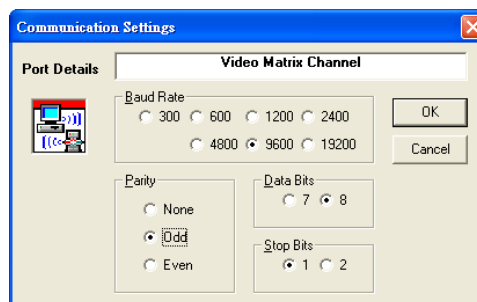 Communication Settings
Port Details
Video Matrix Channel
Baud Rate
300 600 1200 2400
4800 9600 19200
OK
Cancel
Parity
None
Odd
Even
Data Bits
7 8
Stop Bits
1 2